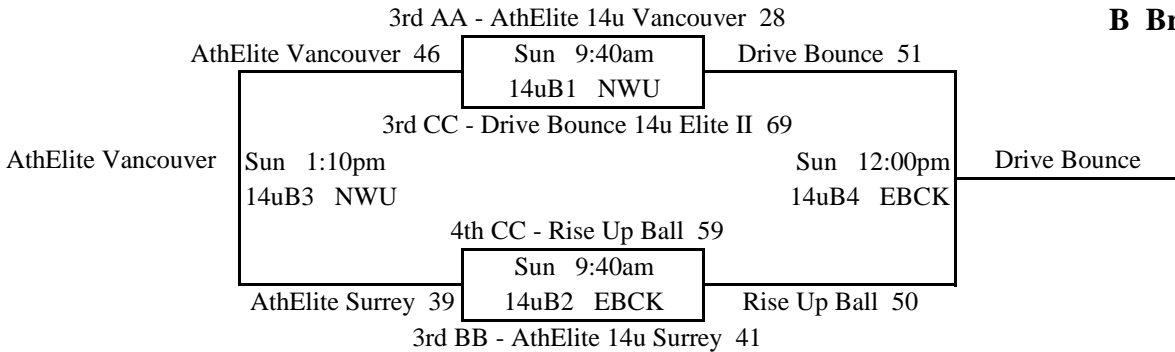 3rd AA - AthElite 14u Vancouver 28
B Br
AthElite Vancouver 46
Sun 9:40am
Drive Bounce 51
14uB1 NWU
3rd CC - Drive Bounce 14u Elite II 69
AthElite Vancouver
Sun 1:10pm
Sun 12:00pm
Drive Bounce
14uB3 NWU
14uB4 EBCK
4th CC - Rise Up Ball 59
Sun 9:40am
AthElite Surrey 39
14uB2 EBCK
Rise Up Ball 50
3rd BB - AthElite 14u Surrey 41